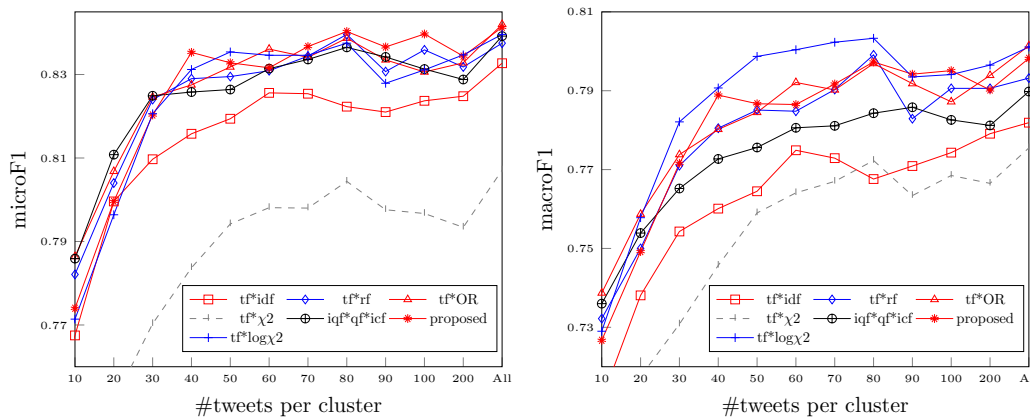 0.83
0.81
0.79
0.77
microF1
tf*idf tf*rf tf*OR
tf*χ2 iqf*qf*icf proposed
tf*logχ2
10 20 30 40 50 60 70 80 90 100 200 All
#tweets per cluster
0.81
0.79
0.77
0.75
0.73
macroF1
tf*idf tf*rf tf*OR
tf*χ2 iqf*qf*icf proposed
tf*logχ2
10 20 30 40 50 60 70 80 90 100 200 A
#tweets per cluster